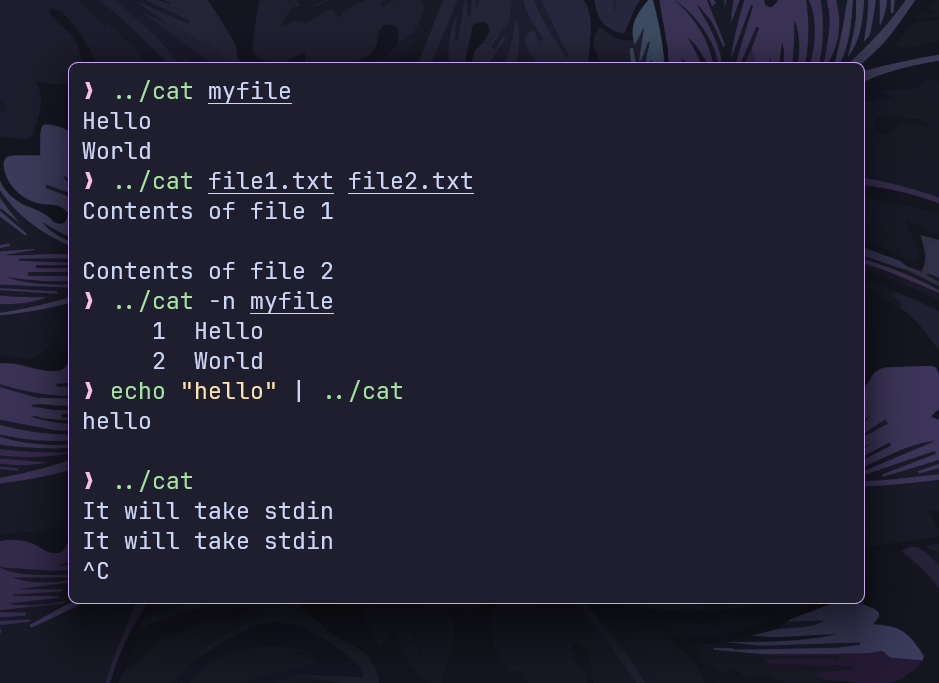 ❱ ../cat myfile
Hello
World
❱ ../cat file1.txt file2.txt
Contents of file 1

Contents of file 2
❱ ../cat -n myfile
     1  Hello
     2  World
❱ echo "hello" | ../cat
hello

❱ ../cat
It will take stdin
It will take stdin
^C